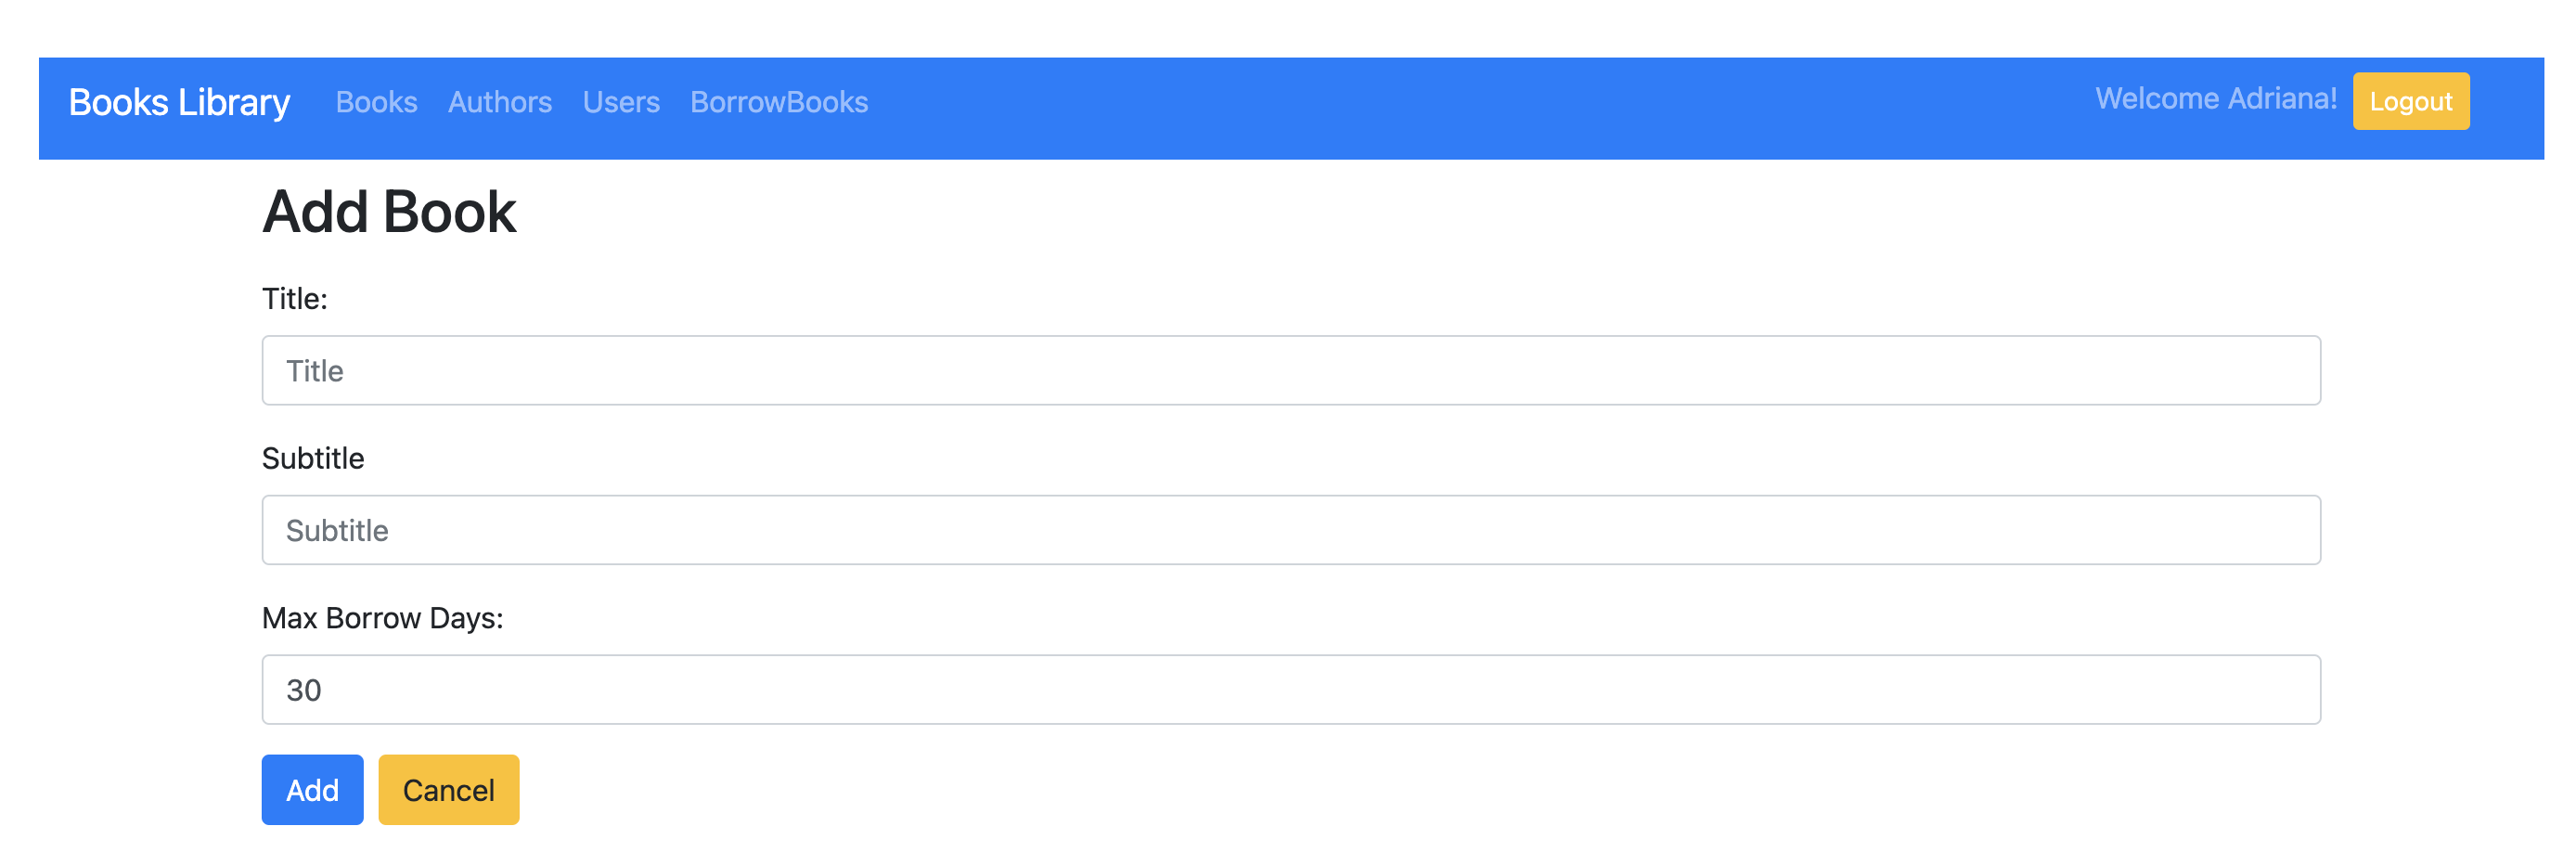 Books Library Books Authors Users BorrowBooks Welcome Adriana! Logout
Add Book
Title:
Title
Subtitle
Subtitle
Max Borrow Days:
30
Add Cancel